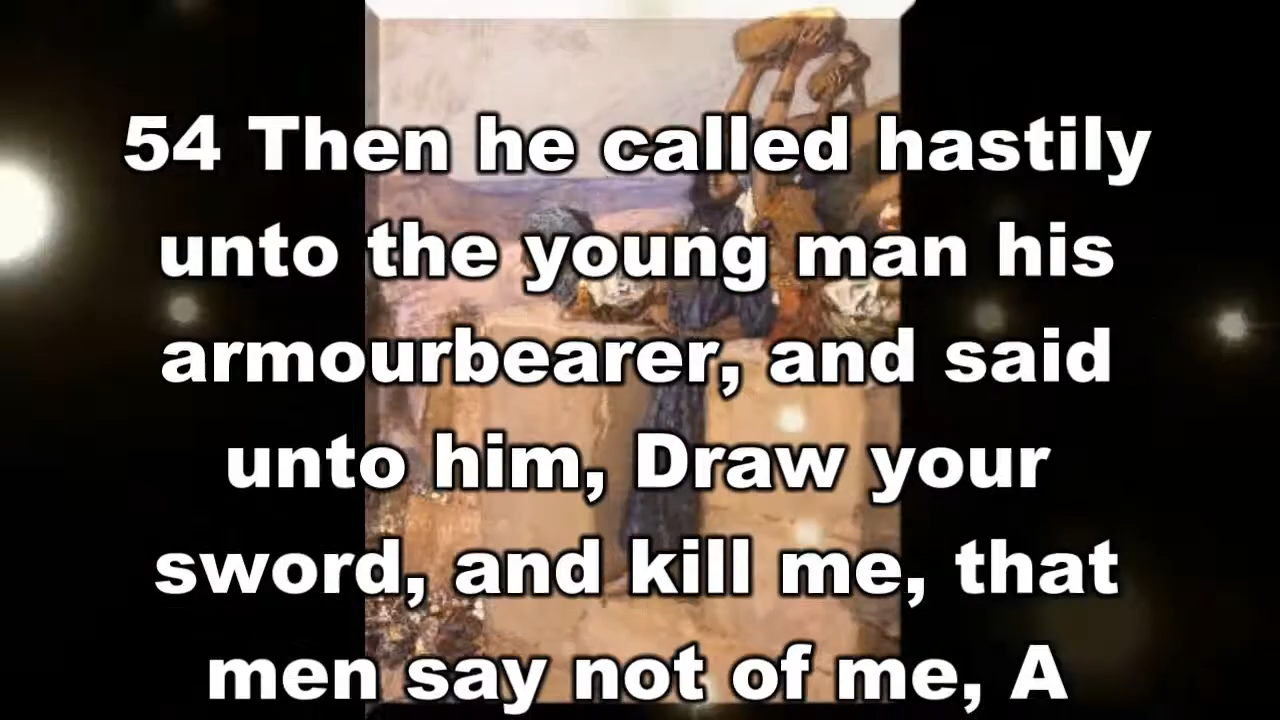 54 Then he called hastily
unto the young man his
armourbearer, and said
unto him, Draw your
sword, and kill me, that
men say not of me, A